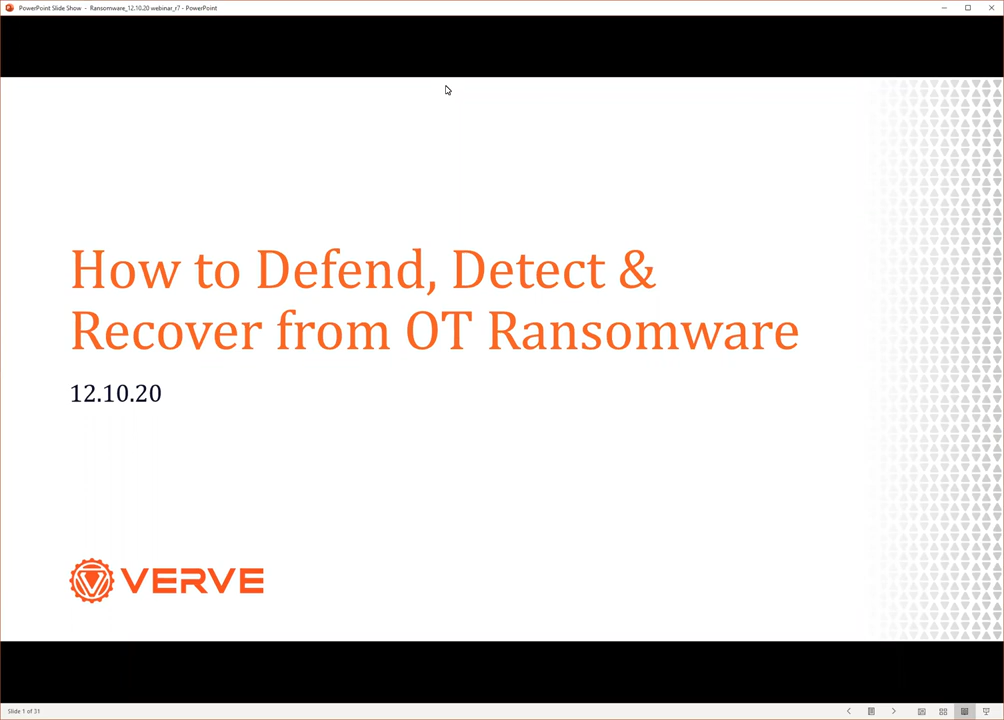 PowerPoint Slide Show - Ransomware_12.10.20 webinar_r7 - PowerPoint
How to Defend, Detect &
Recover from OT Ransomware
12.10.20
VERVE
Slide 1 of 31